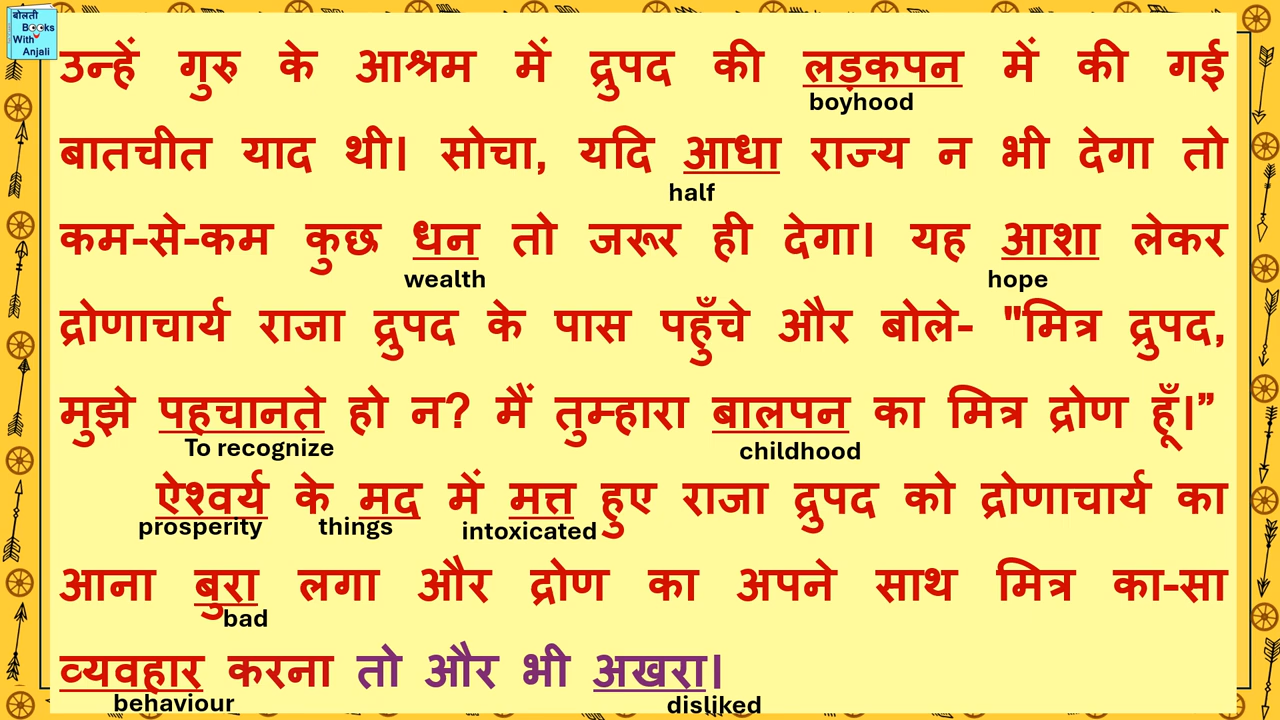 बोलती
Books
With
Anjali
उन्हें गुरु के आश्रम में द्रुपद की लड़कपन में की गई
boyhood
बातचीत याद थी। सोचा, यदि आधा राज्य न भी देगा तो
half
कम-से-कम कुछ धन तो जरूर ही देगा। यह आशा लेकर
wealth hope
द्रोणाचार्य राजा द्रुपद के पास पहुँचे और बोले- "मित्र द्रुपद,
मुझे पहचानते हो न? मैं तुम्हारा बालपन का मित्र द्रोण हूँ।”
To recognize childhood
ऐश्वर्य के मद में मत्त हुए राजा द्रुपद को द्रोणाचार्य का
prosperity things intoxicated
आना बुरा लगा और द्रोण का अपने साथ मित्र का-सा
bad
व्यवहार करना तो और भी अखरा।
behaviour disliked